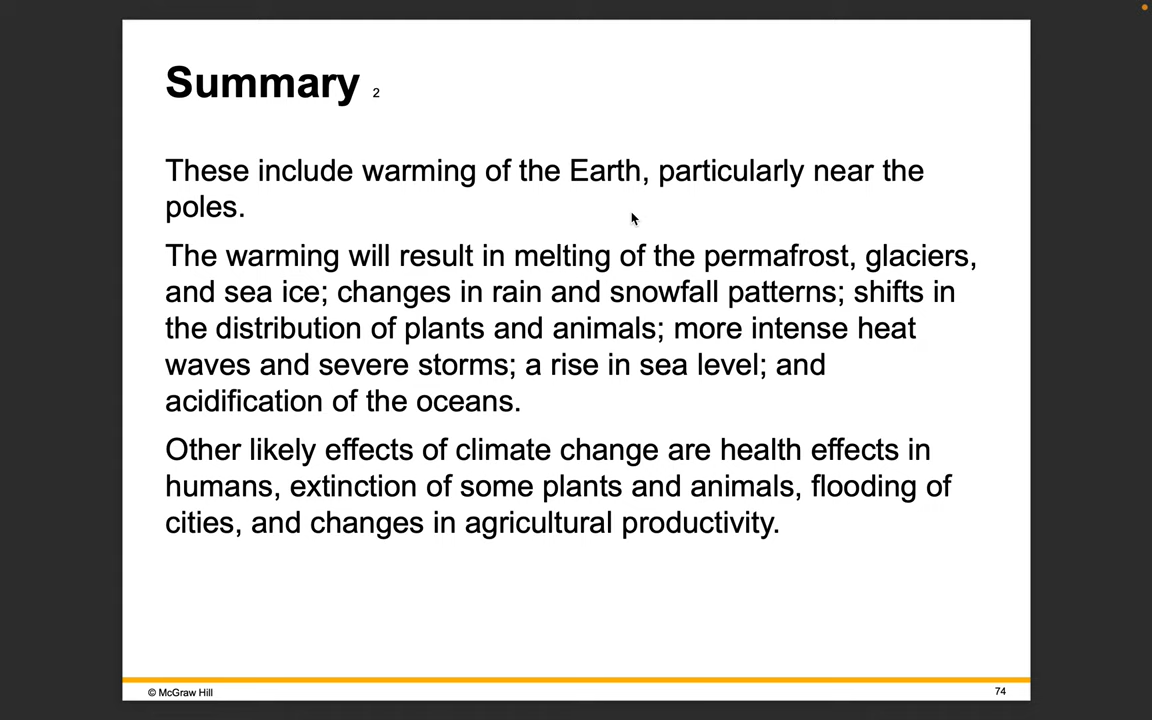 Summary 2
These include warming of the Earth, particularly near the
poles.
The warming will result in melting of the permafrost, glaciers,
and sea ice; changes in rain and snowfall patterns; shifts in
the distribution of plants and animals; more intense heat
waves and severe storms; a rise in sea level; and
acidification of the oceans.
Other likely effects of climate change are health effects in
humans, extinction of some plants and animals, flooding of
cities, and changes in agricultural productivity.
© McGraw Hill
74